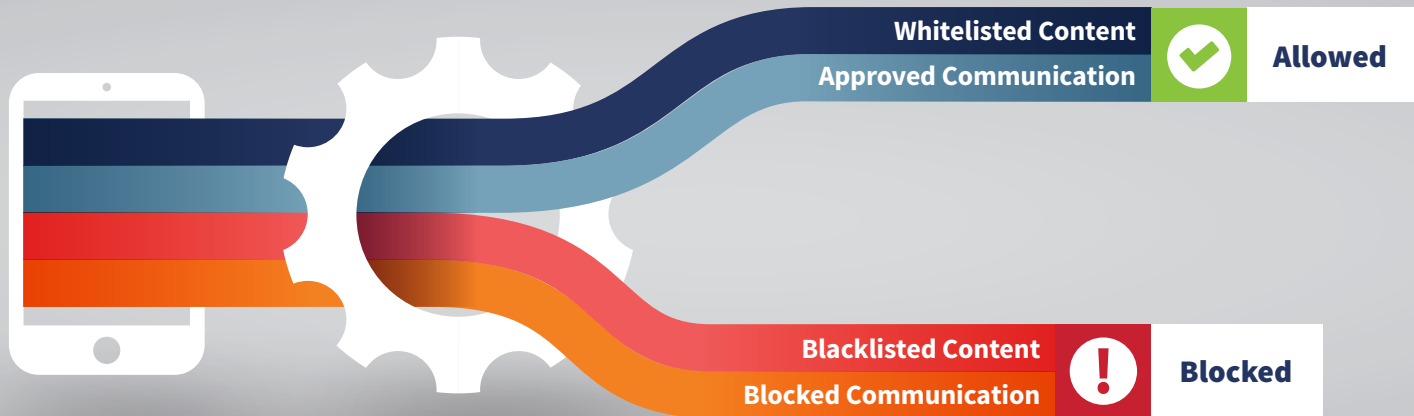 Whitelisted Content
Approved Communication
Allowed
Blacklisted Content
Blocked Communication
Blocked